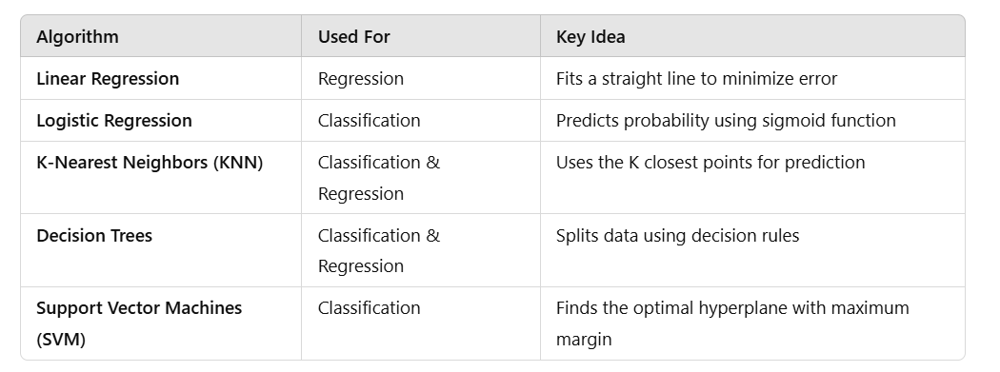 Algorithm Used For Key Idea
Linear Regression Regression Fits a straight line to minimize error
Logistic Regression Classification Predicts probability using sigmoid function
K-Nearest Neighbors (KNN) Classification & Uses the K closest points for prediction
Regression
Decision Trees Classification & Splits data using decision rules
Regression
Support Vector Machines Classification Finds the optimal hyperplane with maximum
(SVM) margin